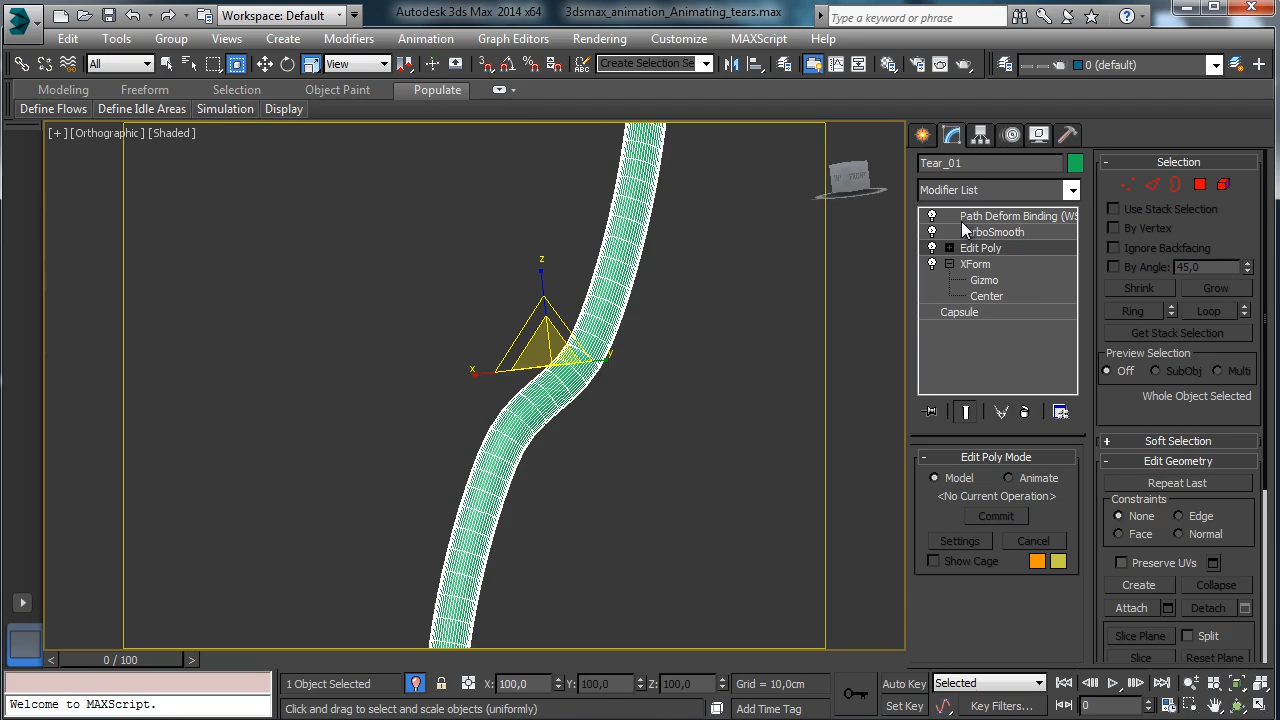 Workspace: Default
Autodesk 3ds Max 2014 x64
3dsmax_animation_Animating_tears.max
Type a keyword or phrase
Edit Tools Group Views Create Modifiers Animation Graph Editors Rendering Customize MAXScript Help
All
View
Create Selection Se
0 (default)
Modeling Freeform Selection Object Paint Populate
Define Flows Define Idle Areas Simulation Display
[+] [Orthographic] [Shaded]
Tear_01
Modifier List
Path Deform Binding (WS
rboSmooth
Edit Poly
XForm
Gizmo
Center
Capsule
Edit Poly Mode
Model Animate
<No Current Operation>
Commit
Settings Cancel
Show Cage
Selection
Use Stack Selection
By Vertex
Ignore Backfacing
By Angle: 45,0
Shrink Grow
Ring Loop
Get Stack Selection
Preview Selection
Off SubObj Multi
Whole Object Selected
Soft Selection
Edit Geometry
Repeat Last
Constraints
None Edge
Face Normal
Preserve UVs
Create Collapse
Attach Detach
Slice Plane Split
Slice Reset Plane
z
x
y
0 / 100
1 Object Selected
X: 100,0 Y: 100,0 Z: 100,0
Grid = 10,0cm
Auto Key
Selected
Welcome to MAXScript.
Click and drag to select and scale objects (uniformly)
Add Time Tag
Set Key
Key Filters...
0